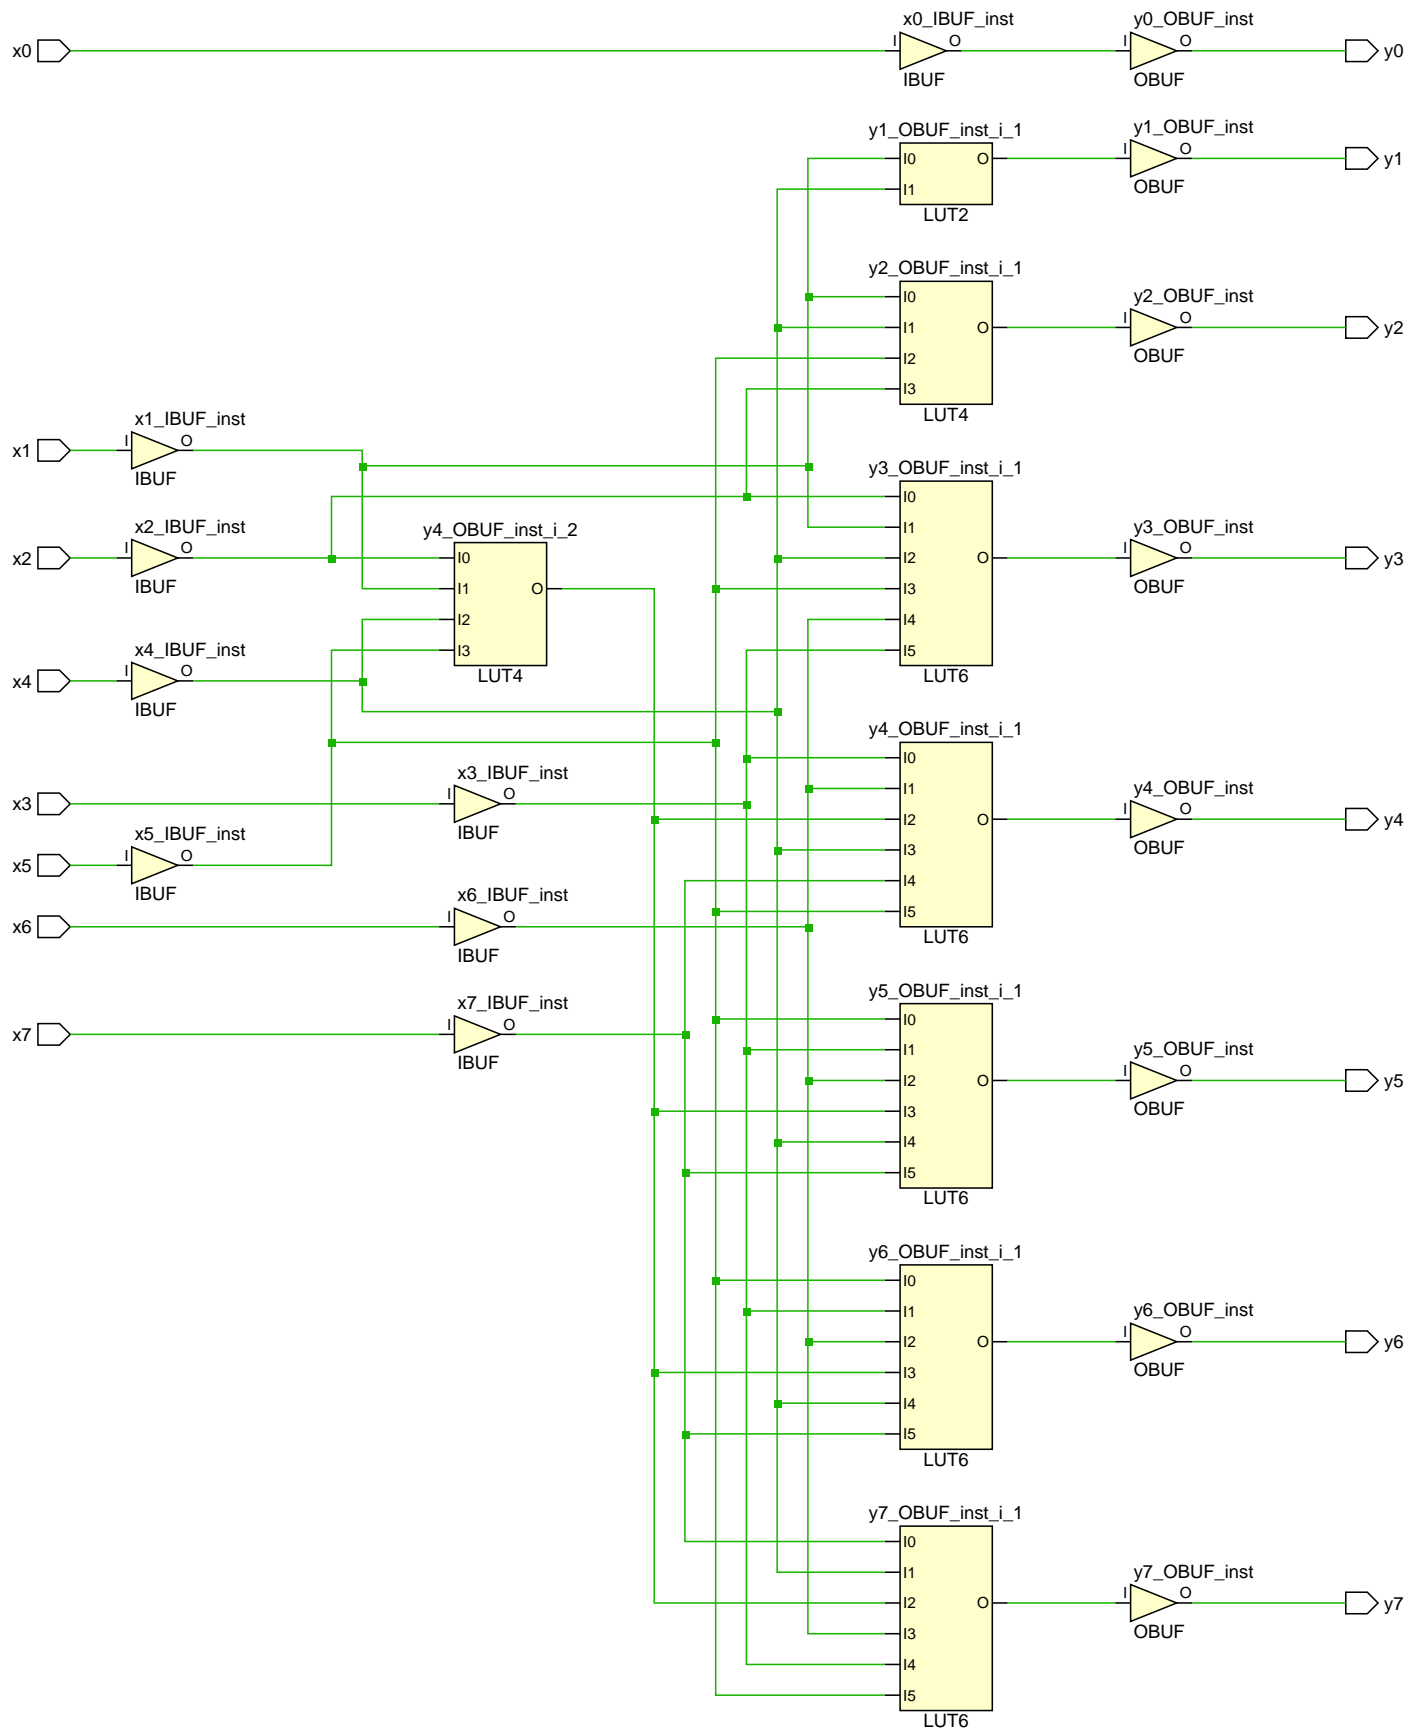 x0_IBUF_inst
y0_OBUF_inst
x0
I
O
IBUF
I
O
OBUF
y0
y1_OBUF_inst_i_1
y1_OBUF_inst
I0
I1
O
LUT2
I
O
OBUF
y1
y2_OBUF_inst_i_1
y2_OBUF_inst
I0
I1
I2
I3
O
LUT4
I
O
OBUF
y2
x1_IBUF_inst
x1
I
O
IBUF
x2_IBUF_inst
x2
I
O
IBUF
y4_OBUF_inst_i_2
I0
I1
I2
I3
O
LUT4
x4_IBUF_inst
x4
I
O
IBUF
y3_OBUF_inst_i_1
y3_OBUF_inst
I0
I1
I2
I3
I4
I5
O
LUT6
I
O
OBUF
y3
x3_IBUF_inst
x3
I
O
IBUF
x5_IBUF_inst
x5
I
O
IBUF
y4_OBUF_inst_i_1
y4_OBUF_inst
I0
I1
I2
I3
I4
I5
O
LUT6
I
O
OBUF
y4
x6_IBUF_inst
x6
I
O
IBUF
x7_IBUF_inst
x7
I
O
IBUF
y5_OBUF_inst_i_1
y5_OBUF_inst
I0
I1
I2
I3
I4
I5
O
LUT6
I
O
OBUF
y5
y6_OBUF_inst_i_1
y6_OBUF_inst
I0
I1
I2
I3
I4
I5
O
LUT6
I
O
OBUF
y6
y7_OBUF_inst_i_1
y7_OBUF_inst
I0
I1
I2
I3
I4
I5
O
LUT6
I
O
OBUF
y7